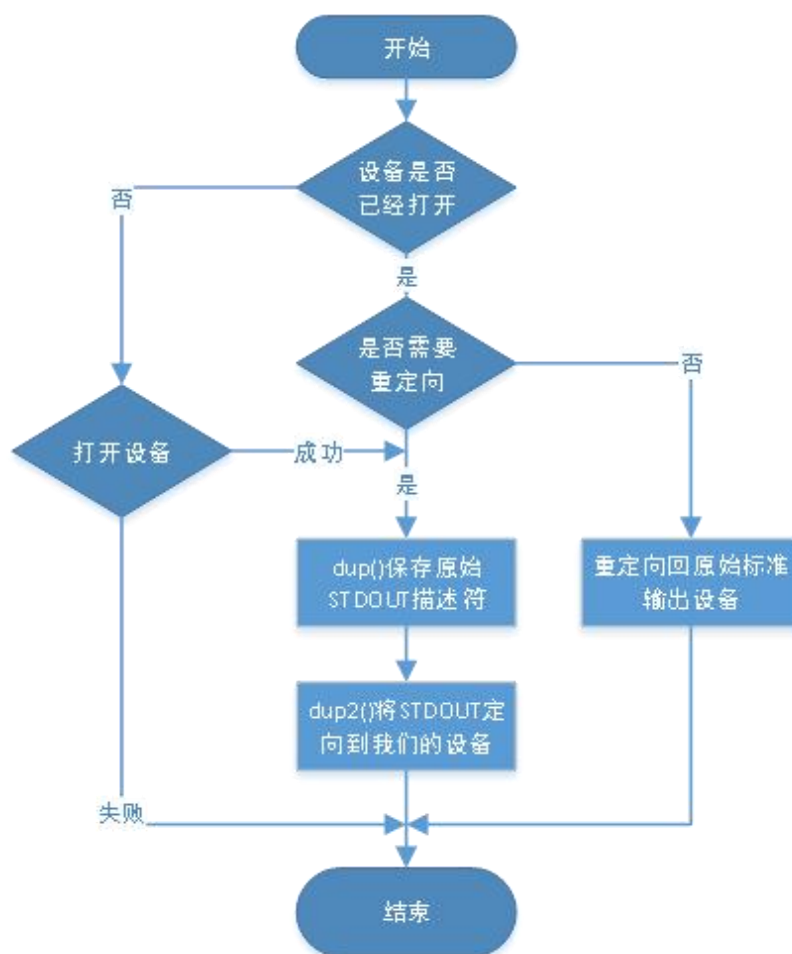 开始
设备是否
已经打开
否
是
是否需要
重定向
否
打开设备
成功
是
dup()保存原始
STDOUT描述符
重定向回原始标准
输出设备
dup2()将STDOUT定
向到我们的设备
失败
结束